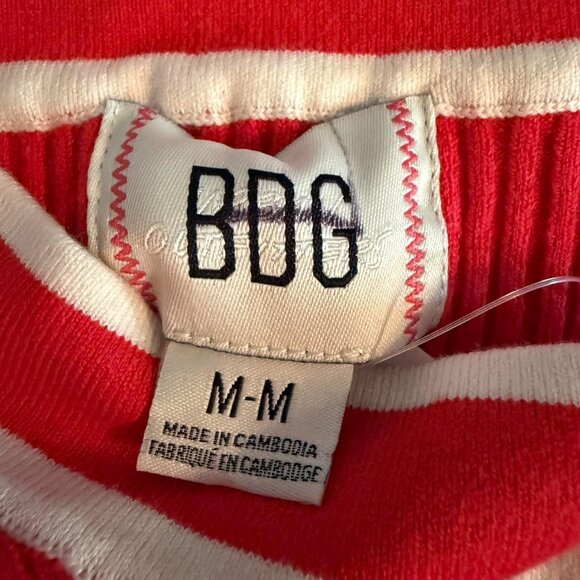 BDG
M-M
MADE IN CAMBODIA
FABRIQUÉ EN CAMBODGE